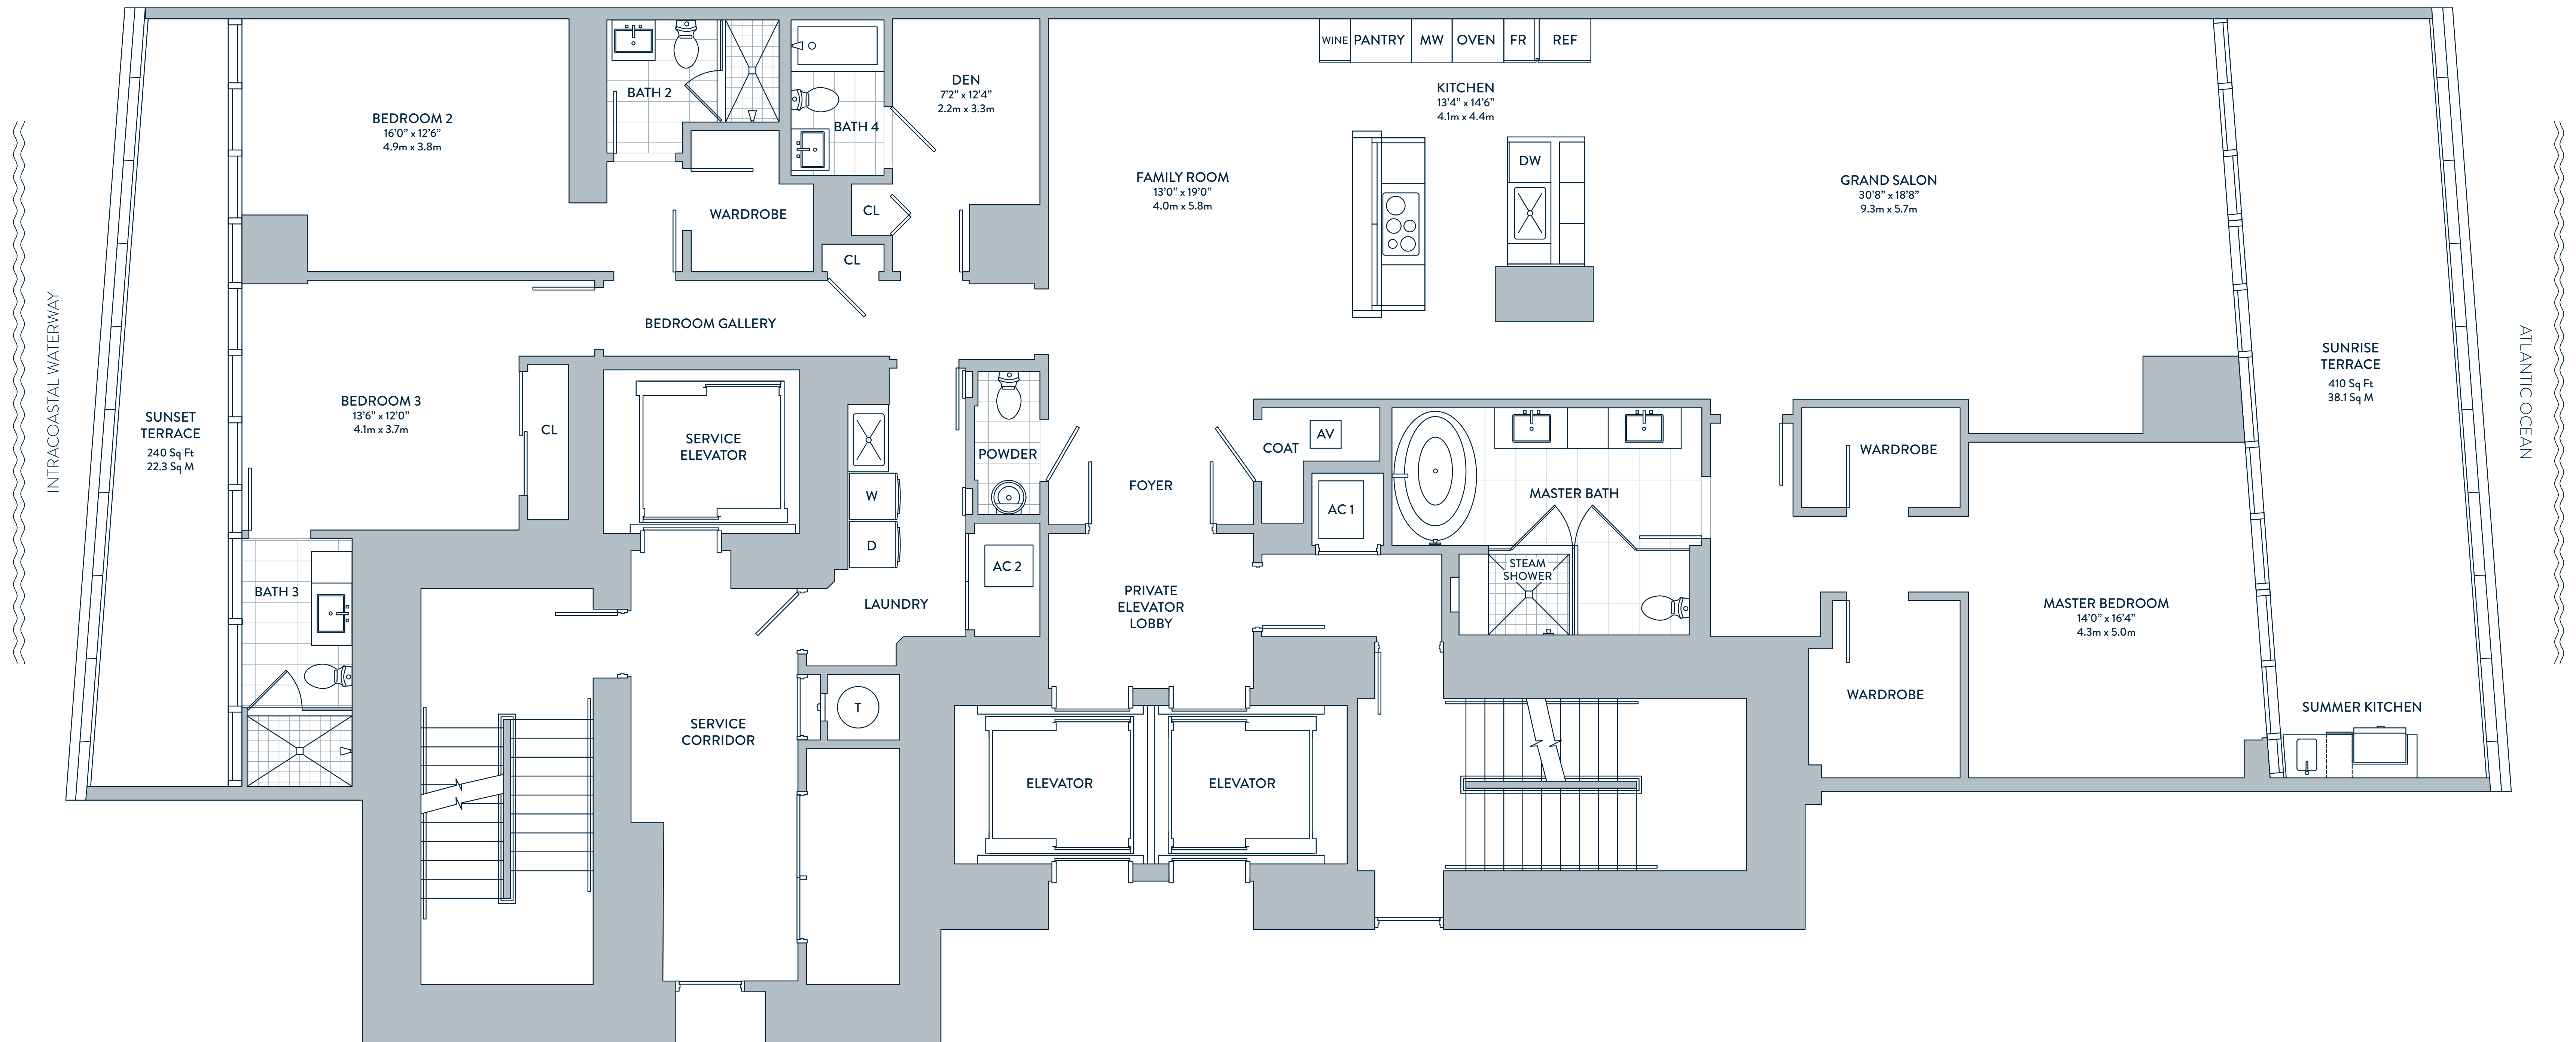 INTRACOASTAL WATERWAY
SUNSET
TERRACE
240 Sq Ft
22.3 Sq M
BEDROOM 2
16'0” x 12'6”
4.9m x 3.8m
BATH 2
WARDROBE
BATH 4
CL
CL
DEN
7'2” x 12'4”
2.2m x 3.3m
BEDROOM GALLERY
BEDROOM 3
13'6” x 12'0”
4.1m x 3.7m
CL
BATH 3
SERVICE
ELEVATOR
W
D
LAUNDRY
POWDER
AC 2
T
SERVICE
CORRIDOR
FAMILY ROOM
13'0” x 19'0”
4.0m x 5.8m
WINE
PANTRY
MW
OVEN
FR
REF
KITCHEN
13'4” x 14'6”
4.1m x 4.4m
DW
GRAND SALON
30'8” x 18'8”
9.3m x 5.7m
FOYER
COAT
AV
AC 1
PRIVATE
ELEVATOR
LOBBY
ELEVATOR
ELEVATOR
MASTER BATH
STEAM
SHOWER
WARDROBE
WARDROBE
MASTER BEDROOM
14'0” x 16'4”
4.3m x 5.0m
SUNRISE
TERRACE
410 Sq Ft
38.1 Sq M
SUMMER KITCHEN
ATLANTIC OCEAN